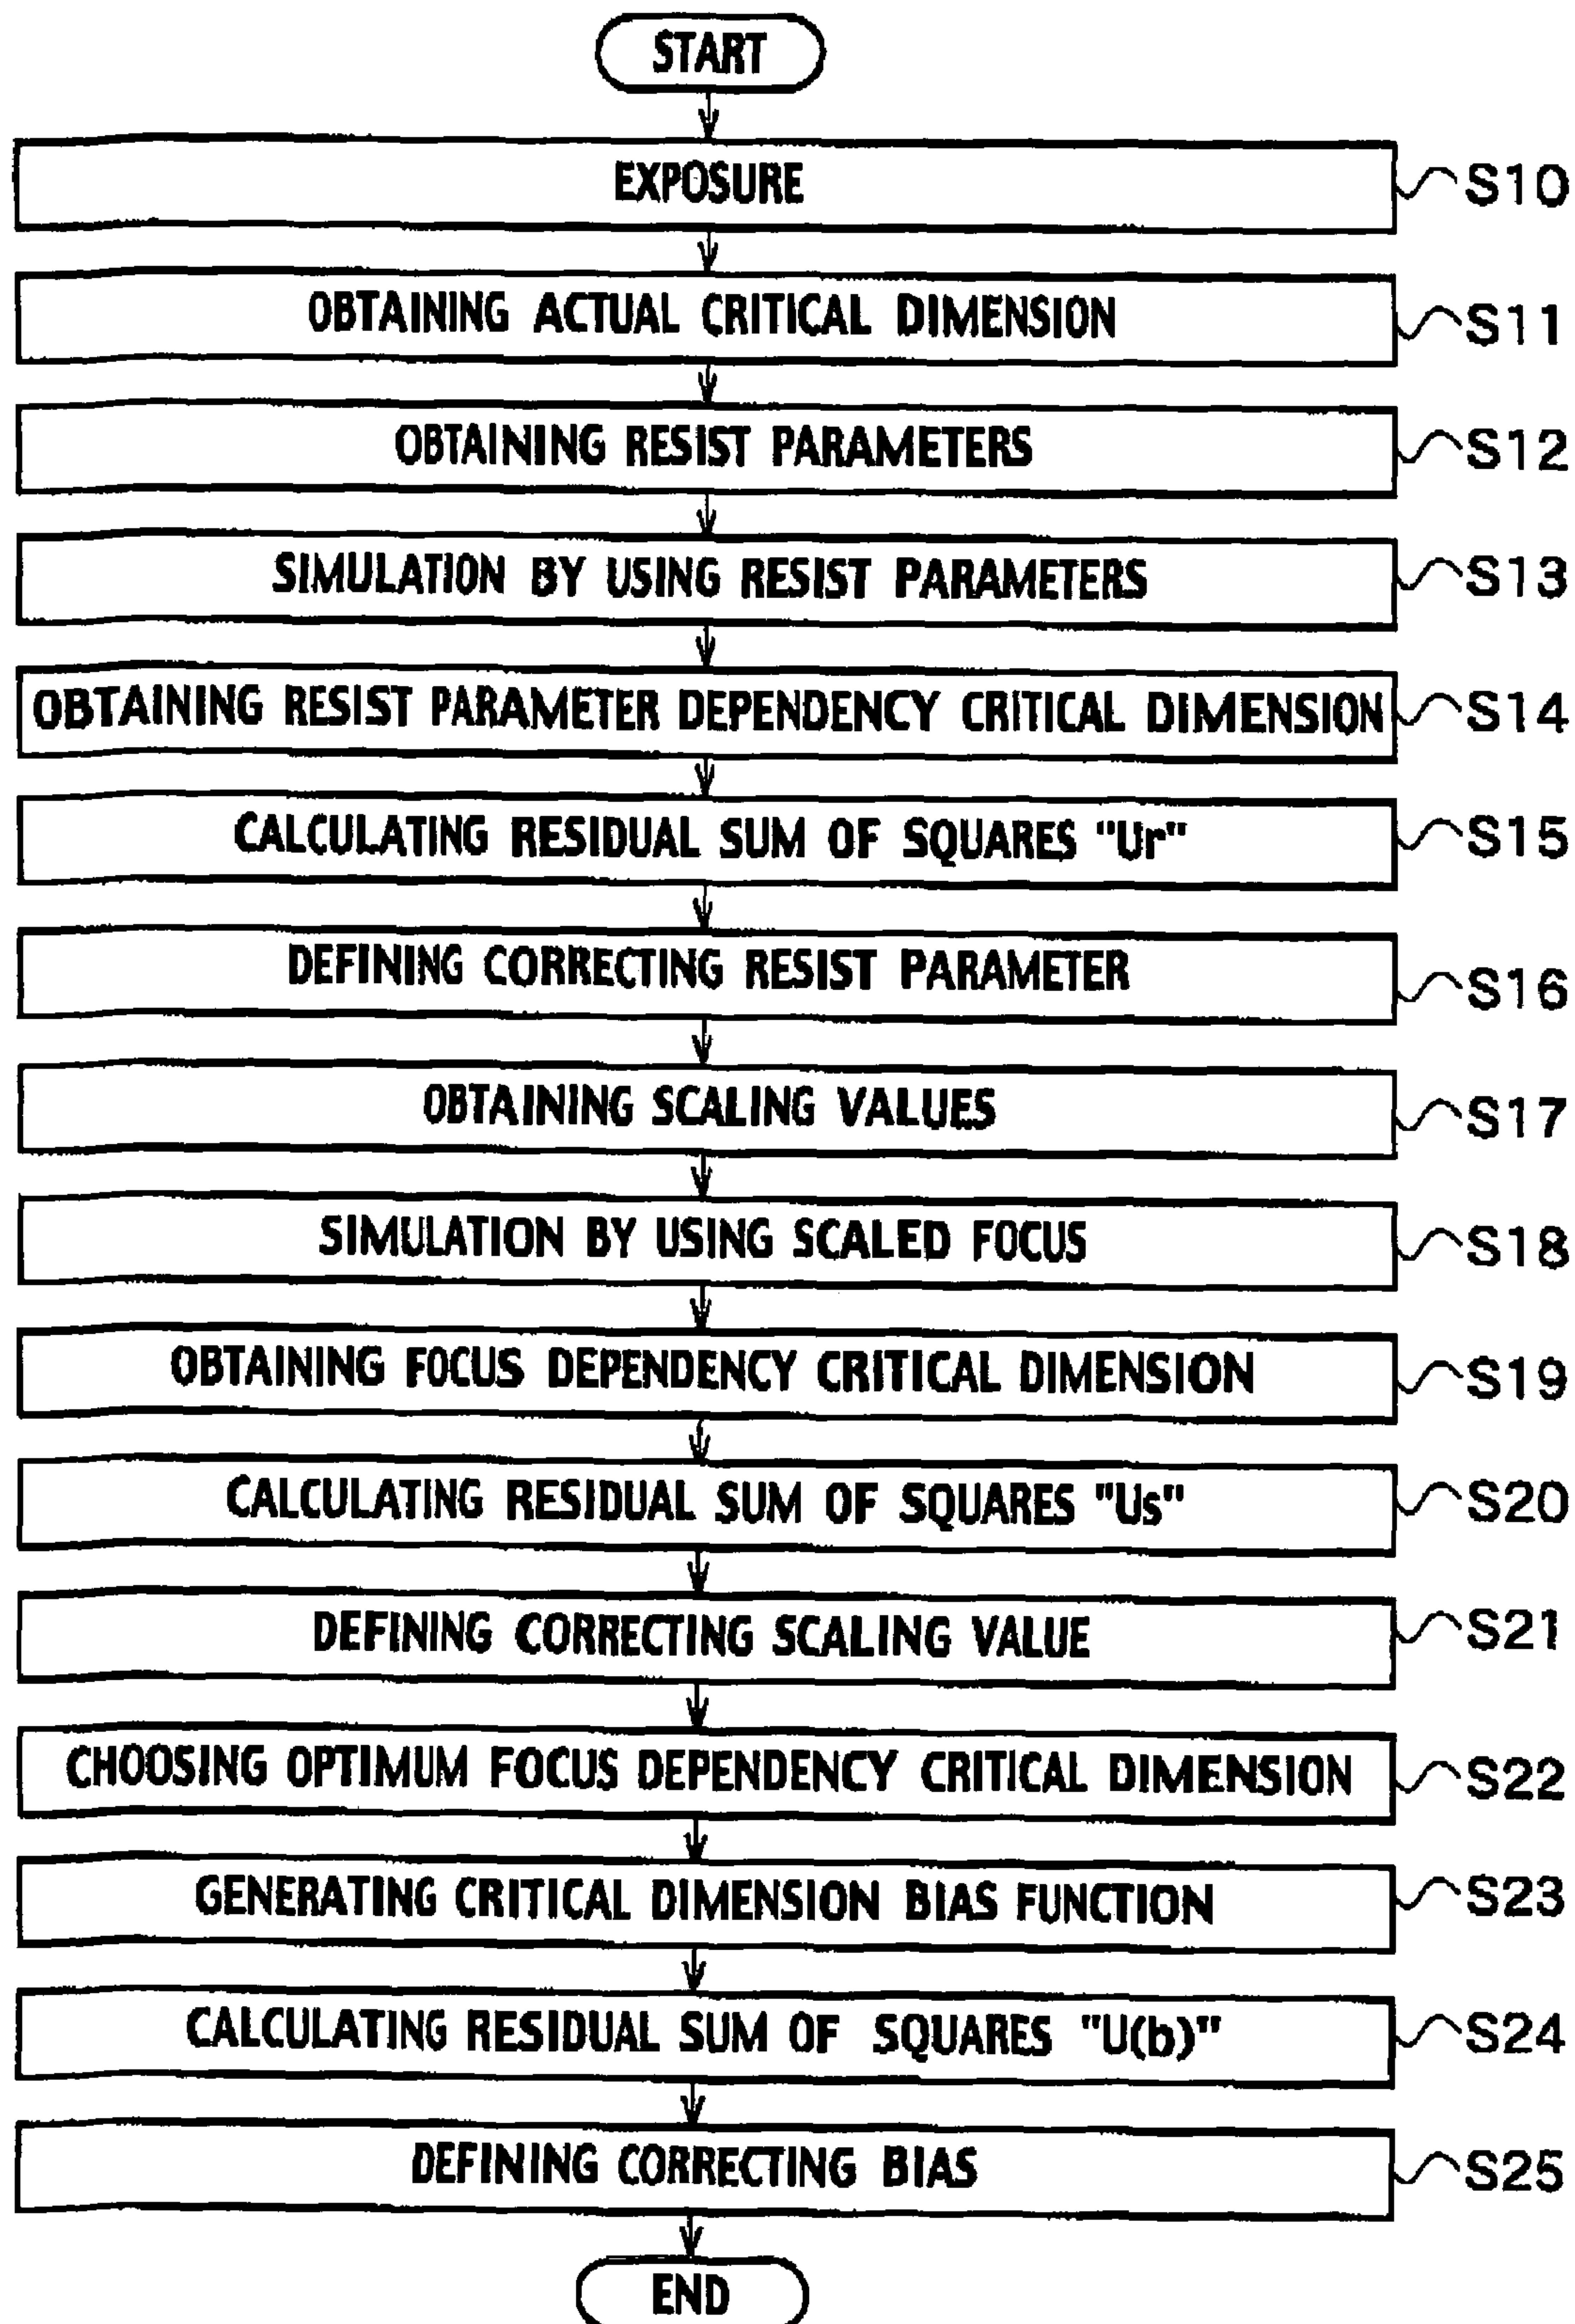 START
EXPOSURE S10
OBTAINING ACTUAL CRITICAL DIMENSION S11
OBTAINING RESIST PARAMETERS S12
SIMULATION BY USING RESIST PARAMETERS S13
OBTAINING RESIST PARAMETER DEPENDENCY CRITICAL DIMENSION S14
CALCULATING RESIDUAL SUM OF SQUARES "Ur" S15
DEFINING CORRECTING RESIST PARAMETER S16
OBTAINING SCALING VALUES S17
SIMULATION BY USING SCALED FOCUS S18
OBTAINING FOCUS DEPENDENCY CRITICAL DIMENSION S19
CALCULATING RESIDUAL SUM OF SQUARES "Us" S20
DEFINING CORRECTING SCALING VALUE S21
CHOOSING OPTIMUM FOCUS DEPENDENCY CRITICAL DIMENSION S22
GENERATING CRITICAL DIMENSION BIAS FUNCTION S23
CALCULATING RESIDUAL SUM OF SQUARES "U(b)" S24
DEFINING CORRECTING BIAS S25
END